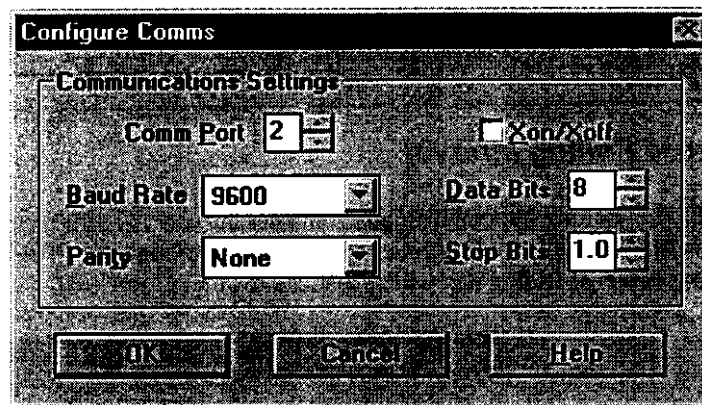 Configure Comms
Communications Settings
Comm Port 2 Xon/Xoff
Baud Rate 9600 Data Bits 8
Parity None Stop Bits 1.0
OK Cancel Help